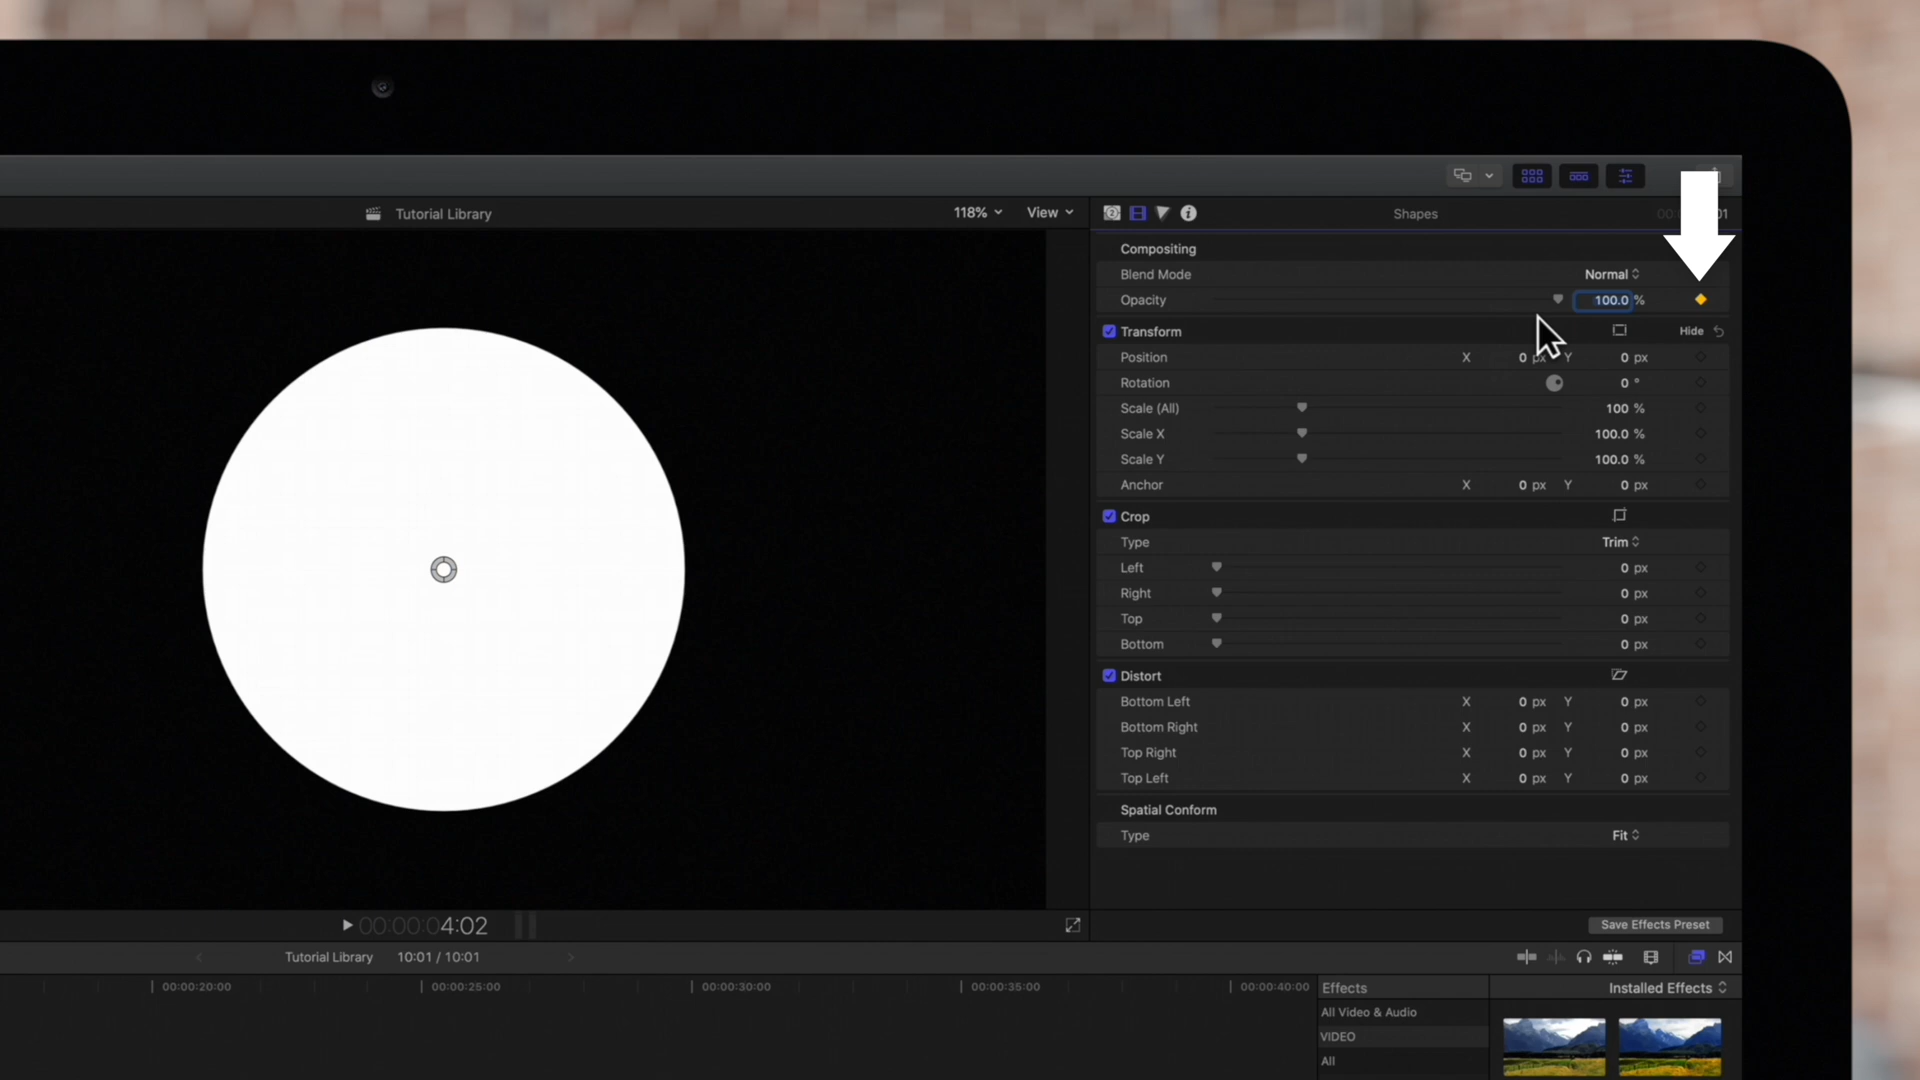 Tutorial Library
118%
View
Shapes
01
Compositing
Blend Mode
Normal
Opacity
100.0 %
Transform
Hide
Position
X 0 px Y 0 px
Rotation
0 °
Scale (All)
100 %
Scale X
100.0 %
Scale Y
100.0 %
Anchor
X 0 px Y 0 px
Crop
Type
Trim
Left
0 px
Right
0 px
Top
0 px
Bottom
0 px
Distort
Bottom Left
X 0 px Y 0 px
Bottom Right
X 0 px Y 0 px
Top Right
X 0 px Y 0 px
Top Left
X 0 px Y 0 px
Spatial Conform
Type
Fit
00:00:04:02
Save Effects Preset
Tutorial Library
10:01 / 10:01
00:00:20:00
00:00:25:00
00:00:30:00
00:00:35:00
00:00:40:00
Effects
Installed Effects
All Video & Audio
VIDEO
All